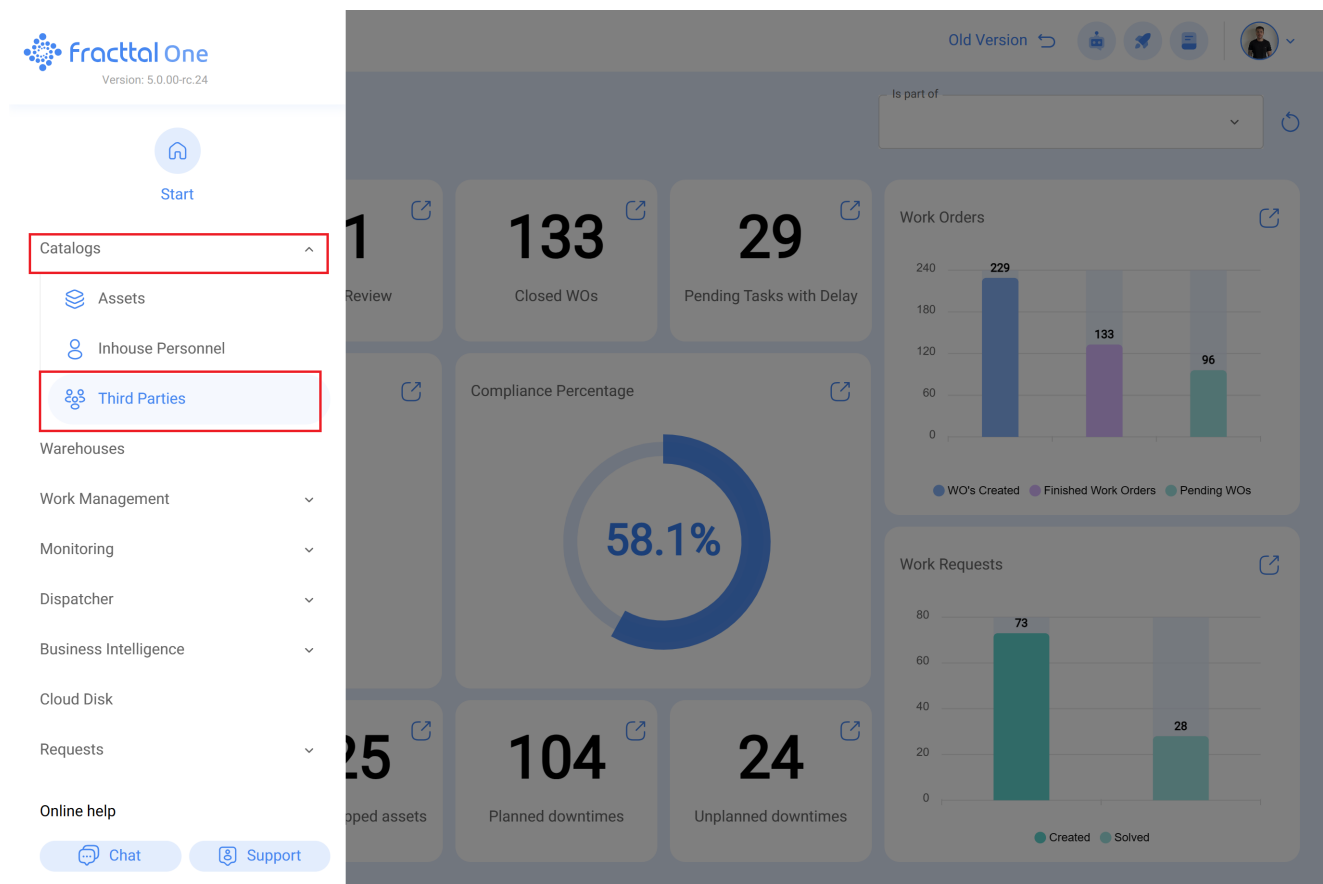 fracttal One
Version: 5.0.00-rc.24
Start
Catalogs
Assets
Inhouse Personnel
Third Parties
Warehouses
Work Management
Monitoring
Dispatcher
Business Intelligence
Cloud Disk
Requests
Online help
Chat
Support
Old Version
Is part of
1
Review
133
Closed WOs
29
Pending Tasks with Delay
Work Orders
240
180
120
60
0
229
133
96
WO's Created
Finished Work Orders
Pending WOs
Compliance Percentage
58.1%
Work Requests
80
60
40
20
0
73
28
Created
Solved
25
assets
104
Planned downtimes
24
Unplanned downtimes